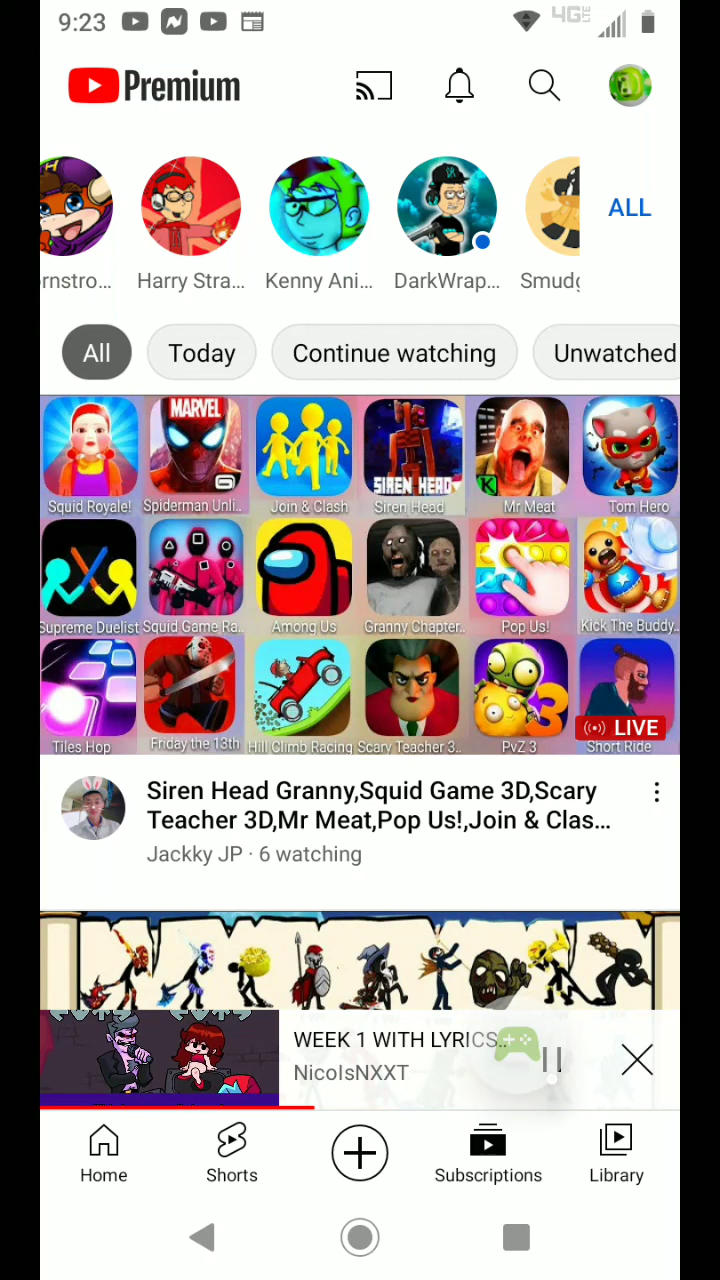 9:23
4G LTE
Premium
ornstro...
Harry Stra...
Kenny Ani...
DarkWrap...
Smudg
ALL
All
Today
Continue watching
Unwatched
MARVEL
SIREN HEAD
Squid Royale!
Spiderman Unli..
Join & Clash
Siren Head
Mr Meat
Tom Hero
Supreme Duelist
Squid Game Ra..
Among Us
Granny Chapter..
Pop Us!
Kick The Buddy..
3
LIVE
Tiles Hop
Friday the 13th
Hill Climb Racing
Scary Teacher 3..
PvZ 3
Short Ride
Siren Head Granny,Squid Game 3D,Scary
Teacher 3D,Mr Meat,Pop Us!,Join & Clas...
Jackky JP · 6 watching
WEEK 1 WITH LYRICS..
NicoIsNXXT
Home
Shorts
Subscriptions
Library